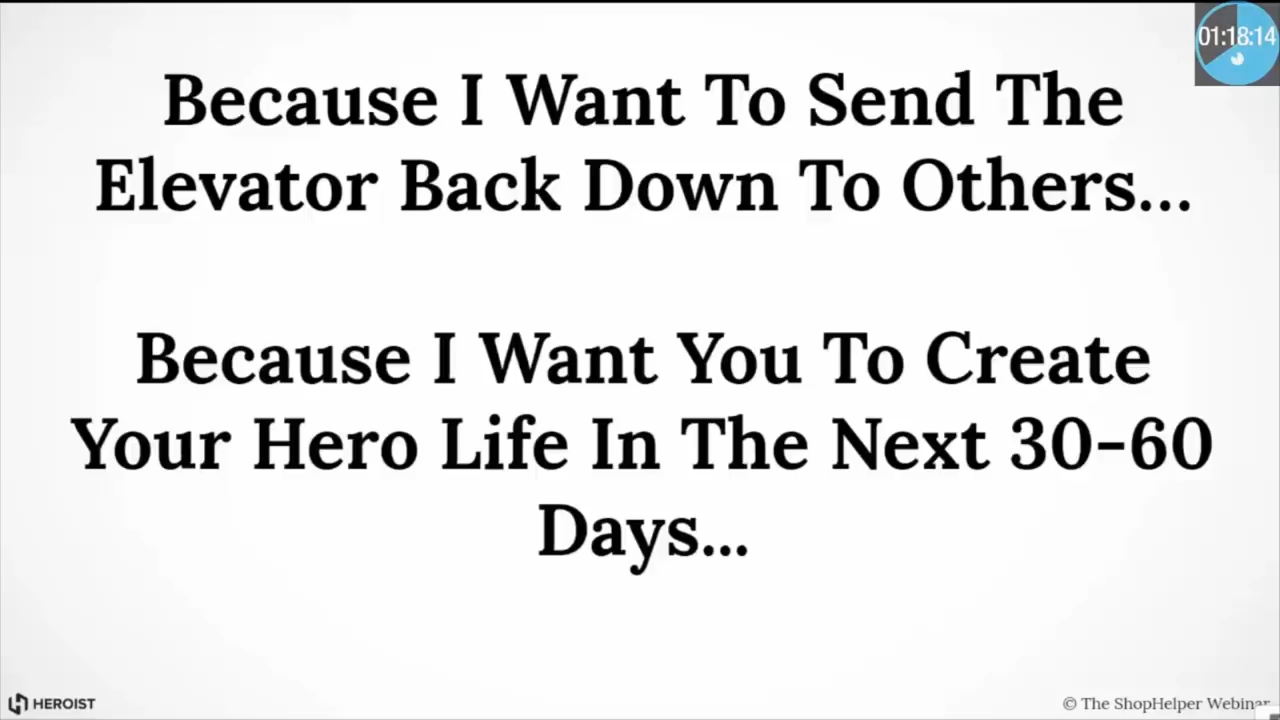 01:18:14
Because I Want To Send The
Elevator Back Down To Others...
Because I Want You To Create
Your Hero Life In The Next 30-60
Days...
HEROIST
© The ShopHelper Webinar